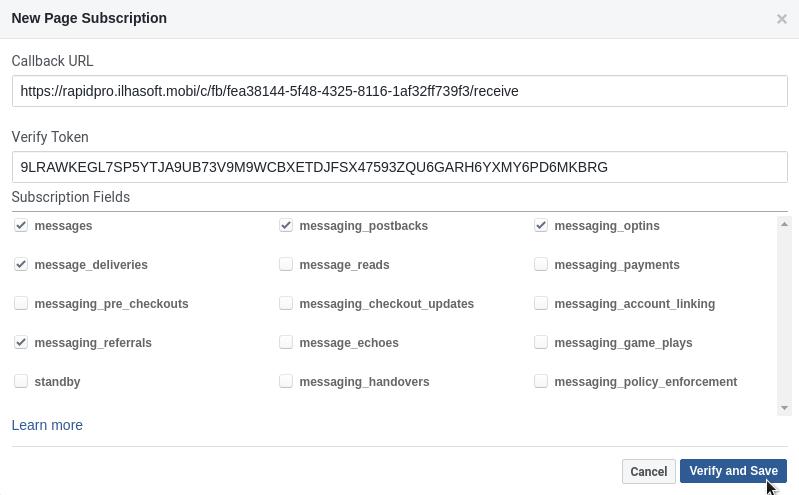 New Page Subscription ×
Callback URL
https://rapidpro.ilhasoft.mobi/c/fb/fea38144-5f48-4325-8116-1af32ff739f3/receive
Verify Token
9LRAWKEGL7SP5YTJA9UB73V9M9WCBXETDJFSX47593ZQU6GARH6YXMY6PD6MKBRG
Subscription Fields
messages messaging_postbacks messaging_optins
message_deliveries message_reads messaging_payments
messaging_pre_checkouts messaging_checkout_updates messaging_account_linking
messaging_referrals message_echoes messaging_game_plays
standby messaging_handovers messaging_policy_enforcement
Learn more
Cancel Verify and Save